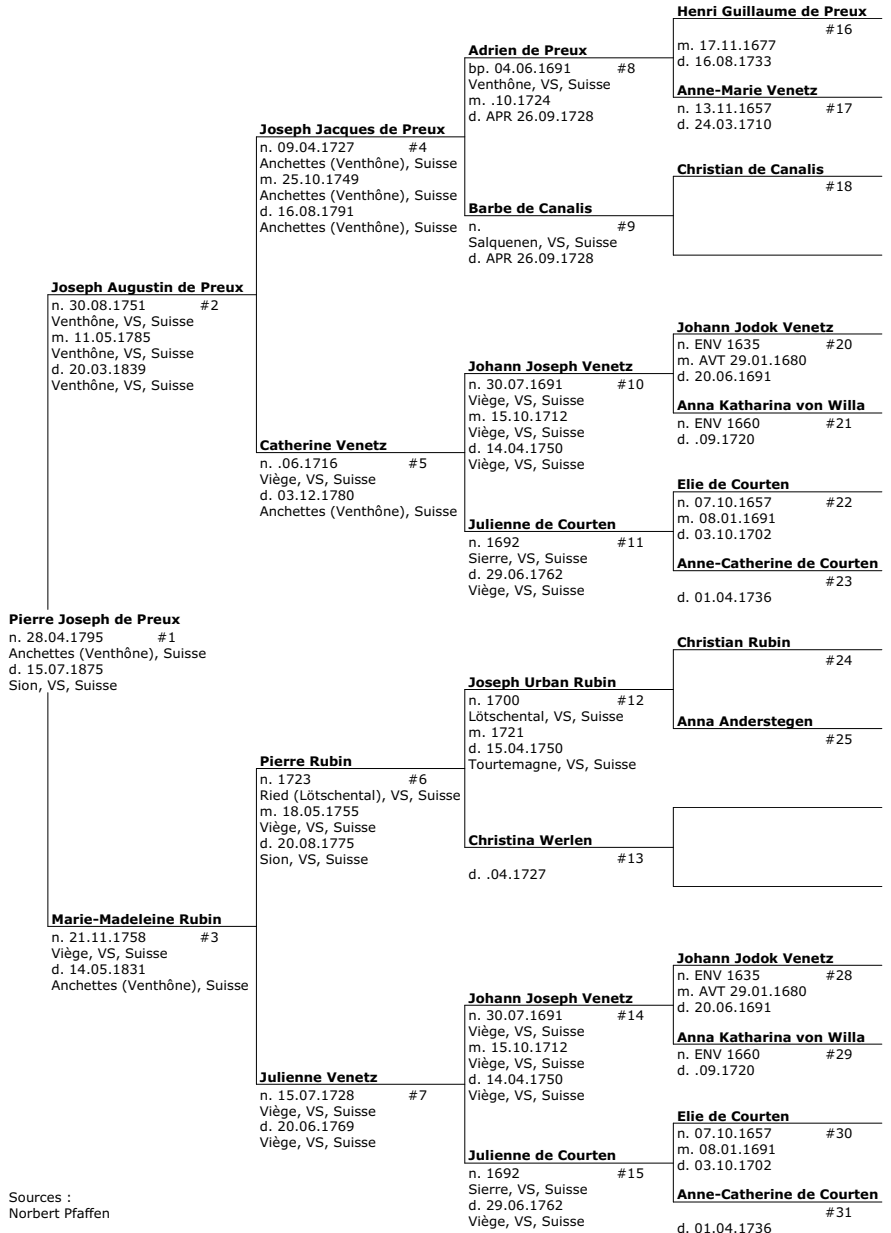 Henri Guillaume de Preux
#16
m. 17.11.1677
d. 16.08.1733
Adrien de Preux
bp. 04.06.1691 #8
Venthône, VS, Suisse
m. .10.1724
d. APR 26.09.1728
Anne-Marie Venetz
n. 13.11.1657 #17
d. 24.03.1710
Joseph Jacques de Preux
n. 09.04.1727 #4
Anchettes (Venthône), Suisse
m. 25.10.1749
Anchettes (Venthône), Suisse
d. 16.08.1791
Anchettes (Venthône), Suisse
Christian de Canalis
#18
Barbe de Canalis
n. #9
Salquenen, VS, Suisse
d. APR 26.09.1728
Joseph Augustin de Preux
n. 30.08.1751 #2
Venthône, VS, Suisse
m. 11.05.1785
Venthône, VS, Suisse
d. 20.03.1839
Venthône, VS, Suisse
Johann Jodok Venetz
n. ENV 1635 #20
m. AVT 29.01.1680
d. 20.06.1691
Johann Joseph Venetz
n. 30.07.1691 #10
Viège, VS, Suisse
m. 15.10.1712
Viège, VS, Suisse
d. 14.04.1750
Viège, VS, Suisse
Anna Katharina von Willa
n. ENV 1660 #21
d. .09.1720
Catherine Venetz
n. .06.1716 #5
Viège, VS, Suisse
d. 03.12.1780
Anchettes (Venthône), Suisse
Elie de Courten
n. 07.10.1657 #22
m. 08.01.1691
d. 03.10.1702
Julienne de Courten
n. 1692 #11
Sierre, VS, Suisse
d. 29.06.1762
Viège, VS, Suisse
Anne-Catherine de Courten
#23
d. 01.04.1736
Pierre Joseph de Preux
n. 28.04.1795 #1
Anchettes (Venthône), Suisse
d. 15.07.1875
Sion, VS, Suisse
Christian Rubin
#24
Joseph Urban Rubin
n. 1700 #12
Lötschental, VS, Suisse
m. 1721
d. 15.04.1750
Tourtemagne, VS, Suisse
Anna Anderstegen
#25
Pierre Rubin
n. 1723 #6
Ried (Lötschental), VS, Suisse
m. 18.05.1755
Viège, VS, Suisse
d. 20.08.1775
Sion, VS, Suisse
Christina Werlen
#13
d. .04.1727
Marie-Madeleine Rubin
n. 21.11.1758 #3
Viège, VS, Suisse
d. 14.05.1831
Anchettes (Venthône), Suisse
Johann Jodok Venetz
n. ENV 1635 #28
m. AVT 29.01.1680
d. 20.06.1691
Johann Joseph Venetz
n. 30.07.1691 #14
Viège, VS, Suisse
m. 15.10.1712
Viège, VS, Suisse
d. 14.04.1750
Viège, VS, Suisse
Anna Katharina von Willa
n. ENV 1660 #29
d. .09.1720
Julienne Venetz
n. 15.07.1728 #7
Viège, VS, Suisse
d. 20.06.1769
Viège, VS, Suisse
Elie de Courten
n. 07.10.1657 #30
m. 08.01.1691
d. 03.10.1702
Julienne de Courten
n. 1692 #15
Sierre, VS, Suisse
d. 29.06.1762
Viège, VS, Suisse
Anne-Catherine de Courten
#31
d. 01.04.1736
Sources :
Norbert Pfaffen